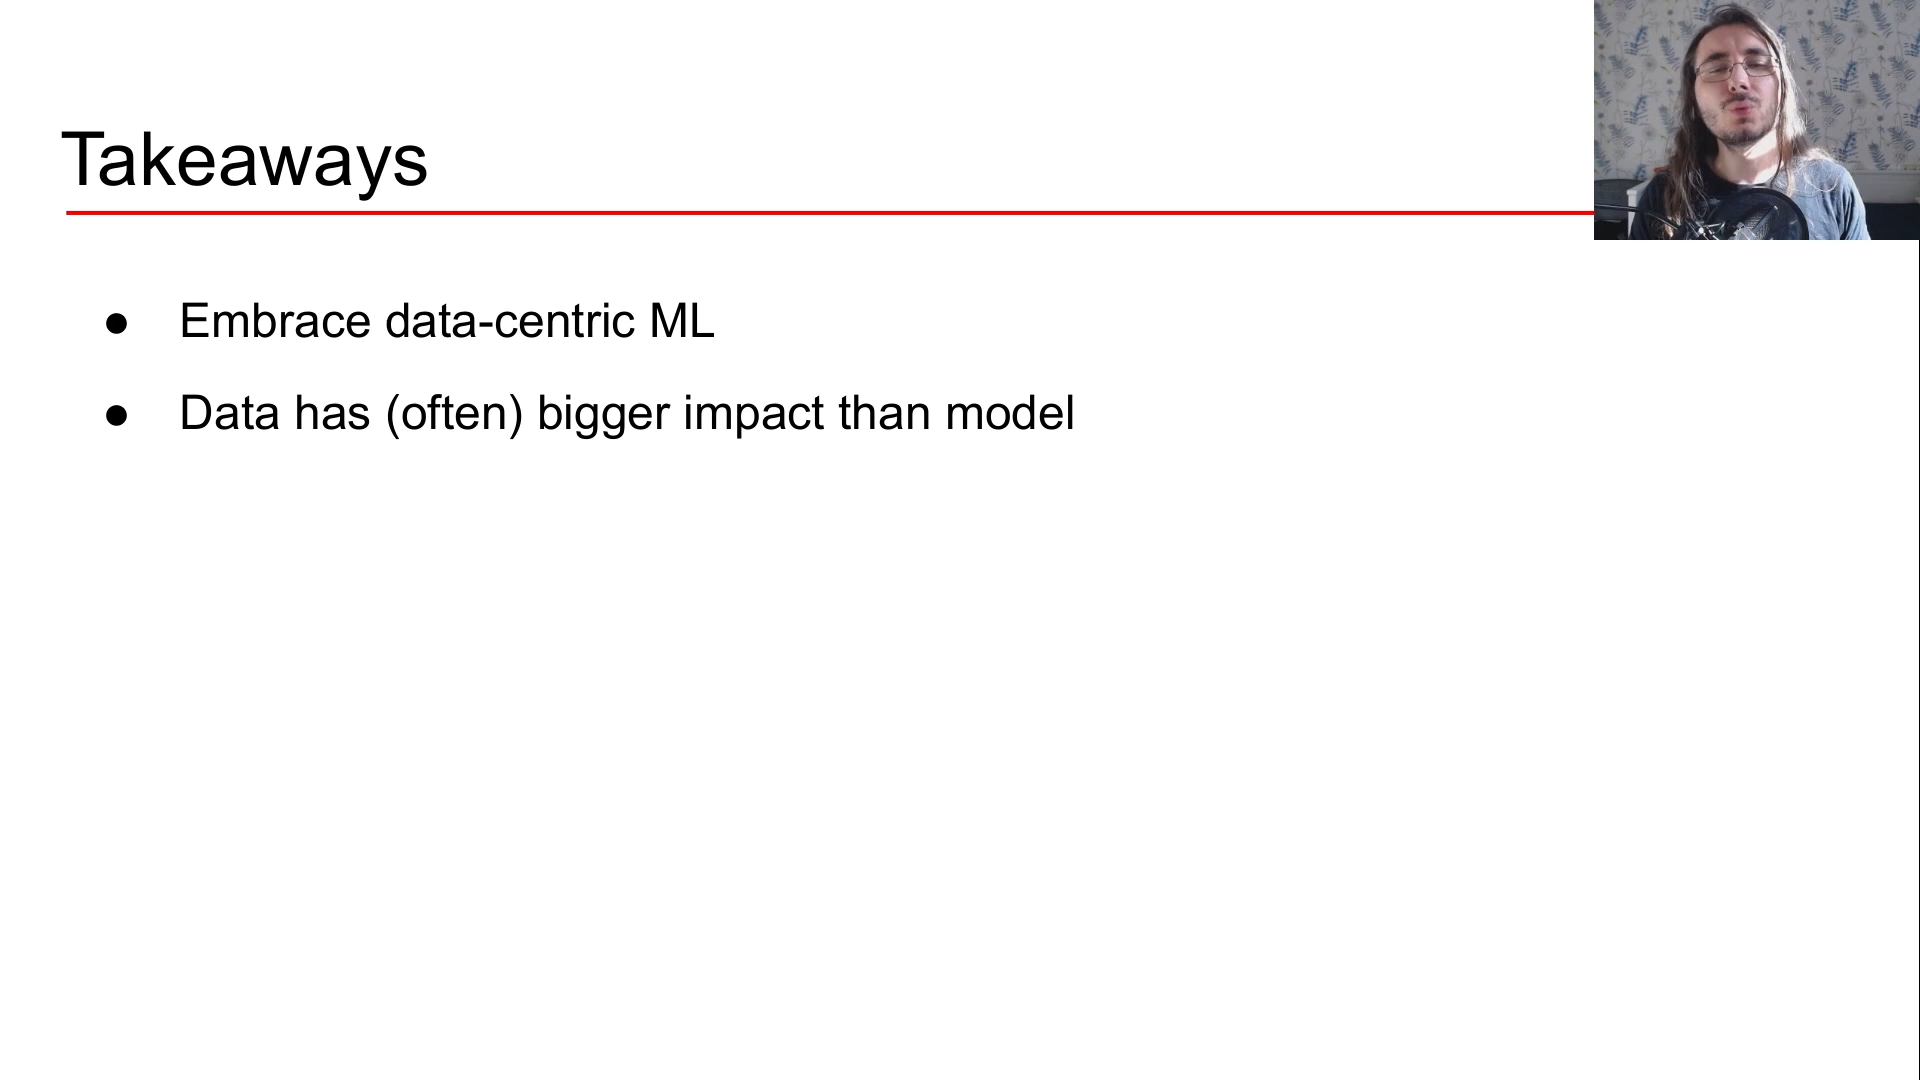 Takeaways
● Embrace data-centric ML
● Data has (often) bigger impact than model